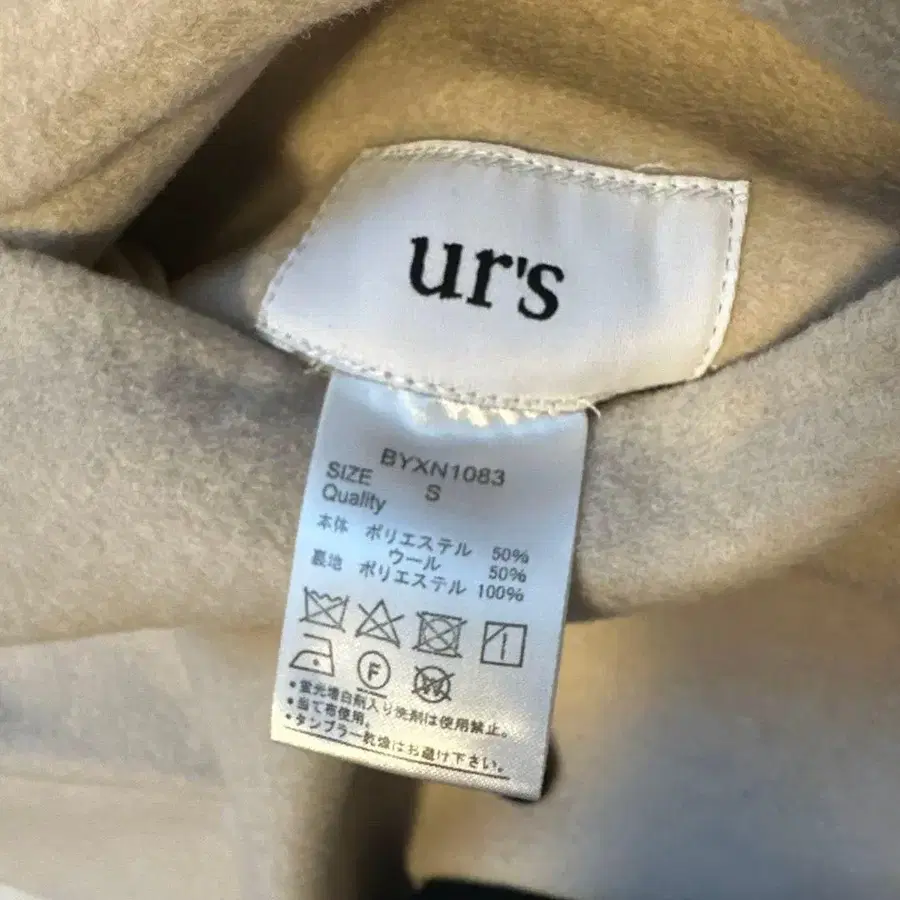 ur's
BYXN1083
SIZE S
Quality
本体 ポリエステル 50%
ウール 50%
裏地 ポリエステル 100%
F
W
•蛍光増白剤入り洗剤は使用禁止。
•当て布使用。
•タンブラー乾燥はお避け下さい。